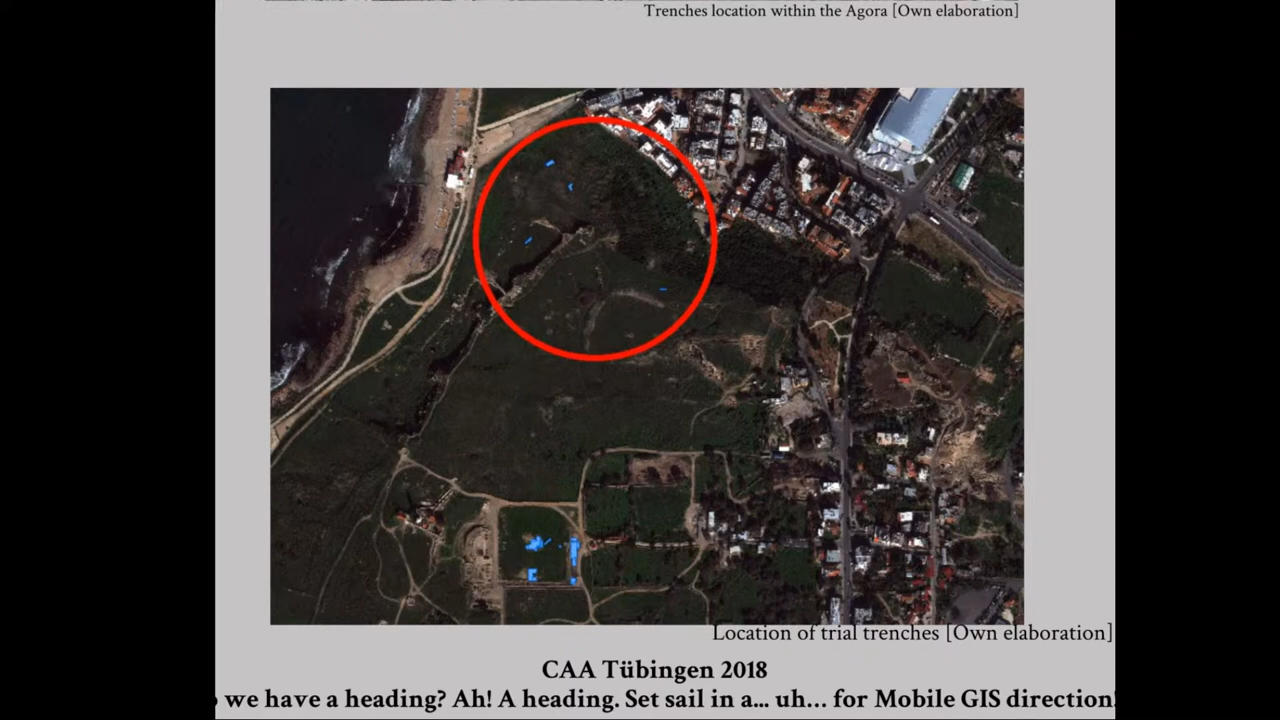 Trenches location within the Agora [Own elaboration]
Location of trial trenches [Own elaboration]
CAA Tübingen 2018
we have a heading? Ah! A heading. Set sail in a... uh... for Mobile GIS direction!